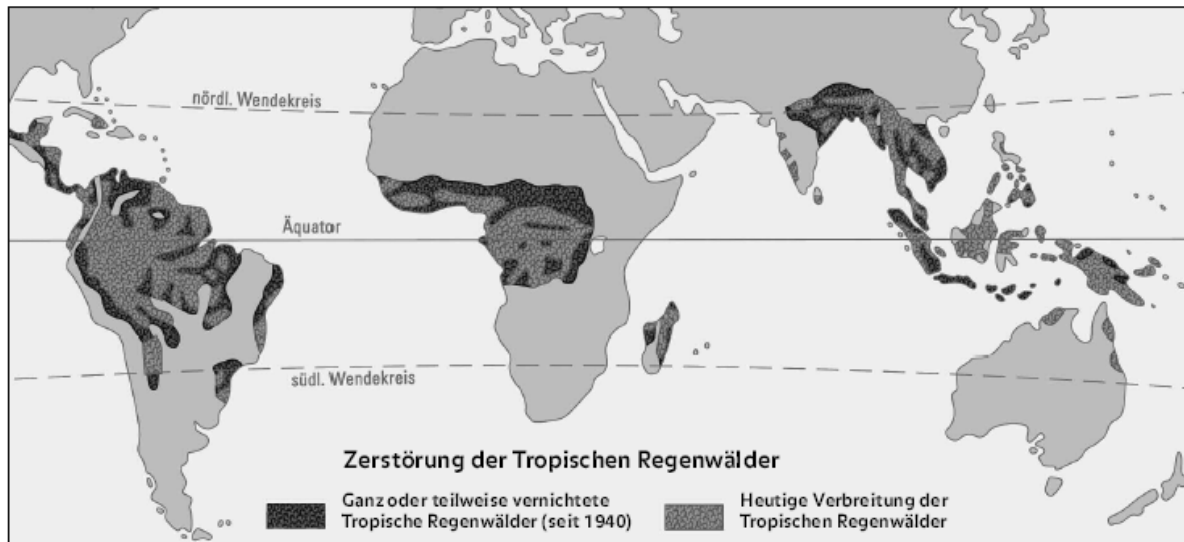 nördl. Wendekreis
Äquator
südl. Wendekreis
Zerstörung der Tropischen Regenwälder
Ganz oder teilweise vernichtete
Tropische Regenwälder (seit 1940)
Heutige Verbreitung der
Tropischen Regenwälder